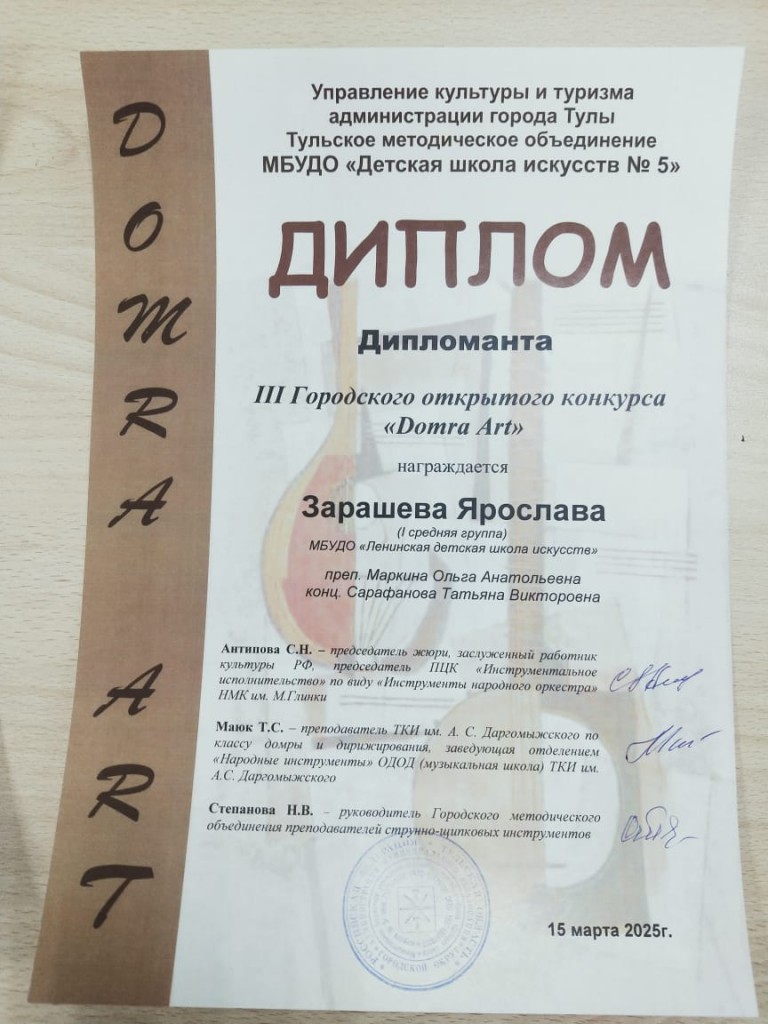 DOMRA ART
Управление культуры и туризма
администрации города Тулы
Тульское методическое объединение
МБУДО «Детская школа искусств № 5»
ДИПЛОМ
Дипломанта
III Городского открытого конкурса
«Domra Art»
награждается
Зарашева Ярослава
(I средняя группа)
МБУДО «Ленинская детская школа искусств»
преп. Маркина Ольга Анатольевна
конц. Сарафанова Татьяна Викторовна
Антипова С.Н. – председатель жюри, заслуженный работник
культуры РФ, председатель ПЦК «Инструментальное
исполнительство» по виду «Инструменты народного оркестра»
НМК им. М.Глинки
Маюк Т.С. – преподаватель ТКИ им. А. С. Даргомыжского по
классу домры и дирижирования, заведующая отделением
«Народные инструменты» ОДОД (музыкальная школа) ТКИ им.
А.С. Даргомыжского
Степанова Н.В. – руководитель Городского методического
объединения преподавателей струнно-щипковых инструментов
15 марта 2025г.